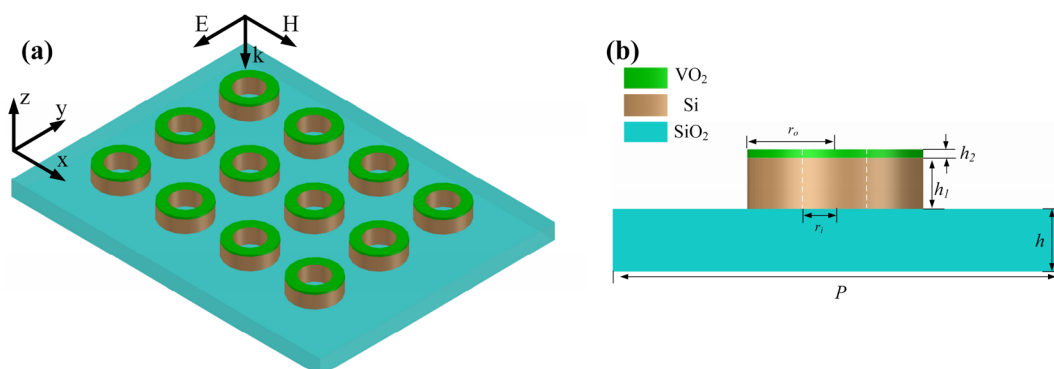 (a)
E
H
k
z
y
x
(b)
VO₂
Si
SiO₂
rₒ
h₂
h₁
rᵢ
h
P